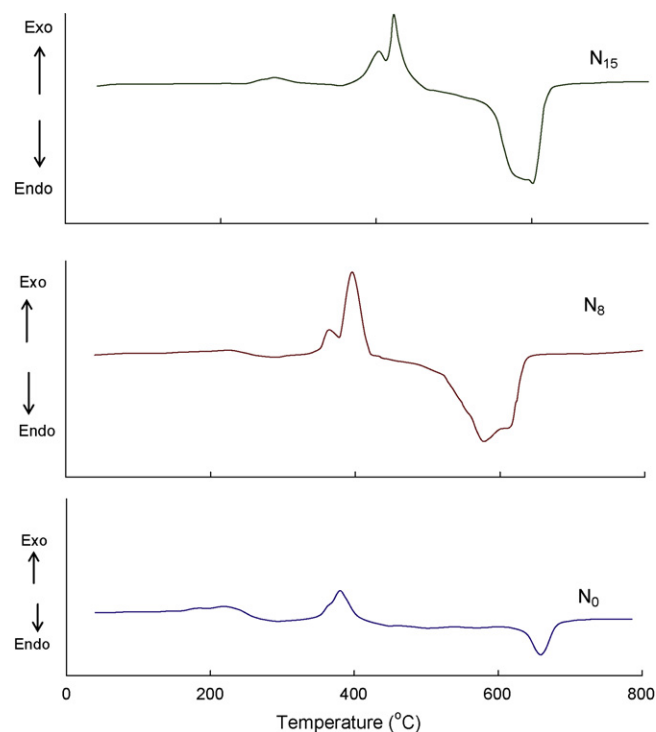 Exo
N₁₅
Endo
Exo
N₈
Endo
Exo
N₀
Endo
0 200 400 600 800
Temperature (°C)